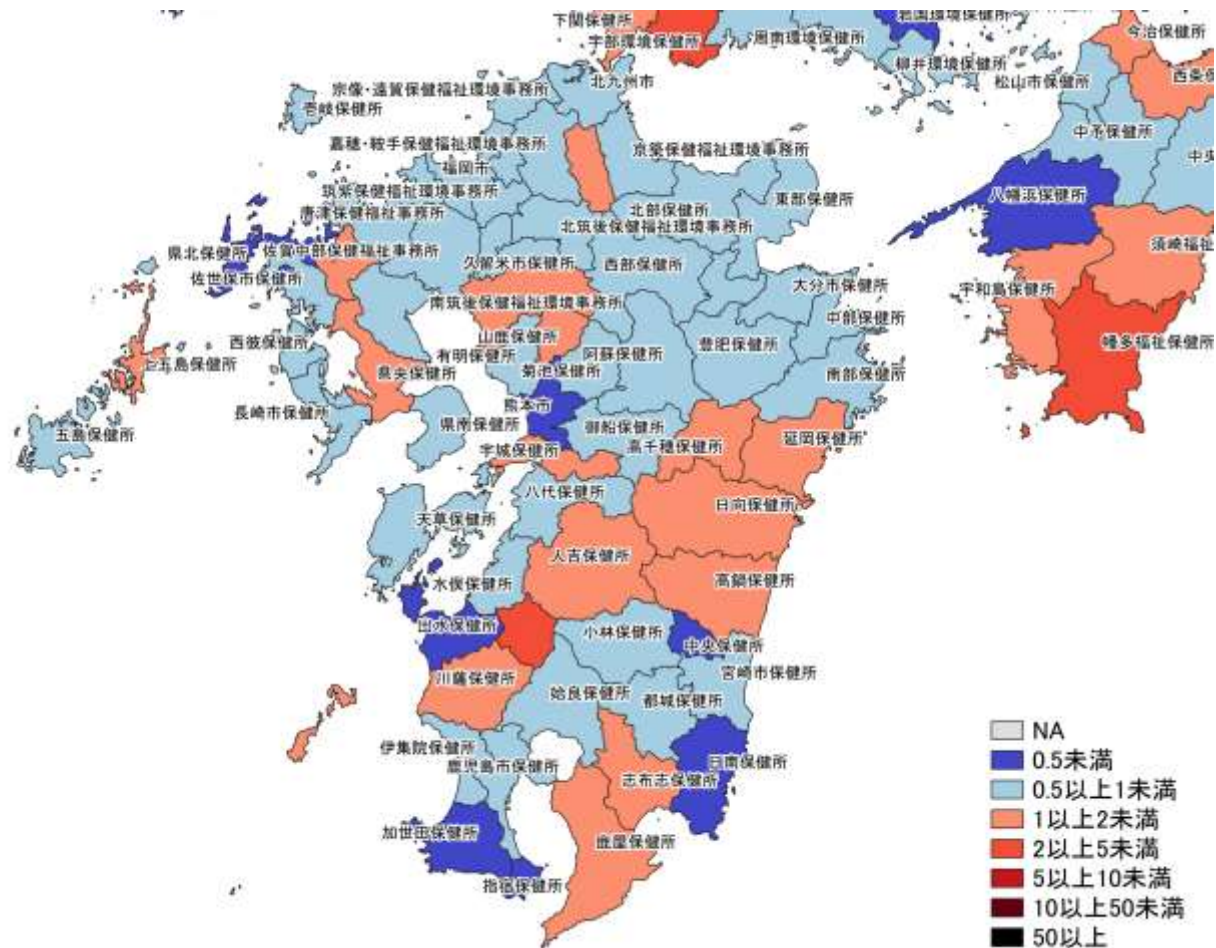 下関保健所
宇部環境保健所
周南環境保健所
岩国環境保健所
柳井環境保健所
今治保健所
西条保
松山市保健所
中予保健所
中央
八幡浜保健所
須崎福祉
宇和島保健所
幡多福祉保健所
北九州市
宗像・遠賀保健福祉環境事務所
壱岐保健所
嘉穂・鞍手保健福祉環境事務所
京築保健福祉環境事務所
福岡市
筑紫保健福祉環境事務所
東部保健所
唐津保健福祉事務所
北部保健所
北筑後保健福祉環境事務所
県北保健所
佐賀中部保健福祉事務所
久留米市保健所
西部保健所
佐世保市保健所
大分市保健所
南筑後保健福祉環境事務所
中部保健所
山鹿保健所
西彼保健所
有明保健所
阿蘇保健所
豊肥保健所
上五島保健所
県央保健所
菊池保健所
南部保健所
長崎市保健所
熊本市
五島保健所
県南保健所
御船保健所
宇城保健所
高千穂保健所
延岡保健所
八代保健所
日向保健所
天草保健所
人吉保健所
水俣保健所
高鍋保健所
出水保健所
小林保健所
中央保健所
宮崎市保健所
川薩保健所
姶良保健所
都城保健所
伊集院保健所
鹿児島市保健所
志布志保健所
日南保健所
加世田保健所
鹿屋保健所
指宿保健所
NA
0.5未満
0.5以上1未満
1以上2未満
2以上5未満
5以上10未満
10以上50未満
50以上